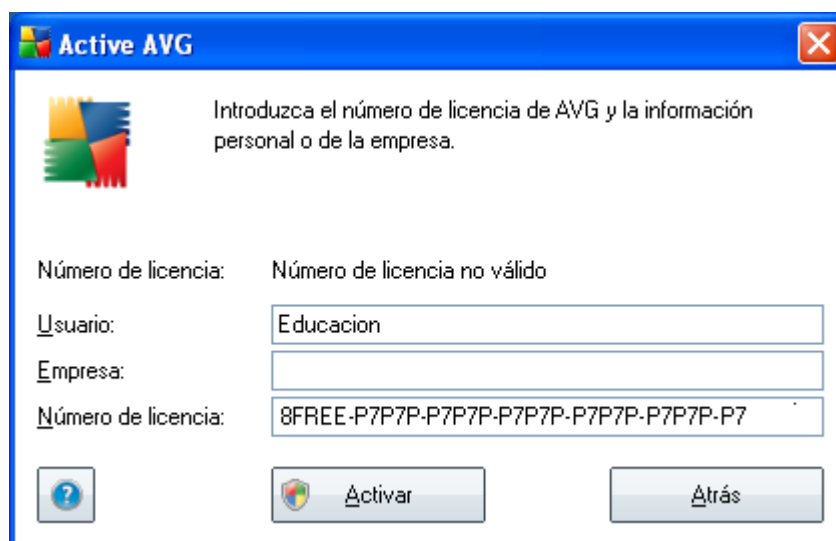 Active AVG
Introduzca el número de licencia de AVG y la información
personal o de la empresa.
Número de licencia: Número de licencia no válido
Usuario: Educacion
Empresa:
Número de licencia: 8FREE-P7P7P-P7P7P-P7P7P-P7P7P-P7P7P-P7
? Activar Atrás